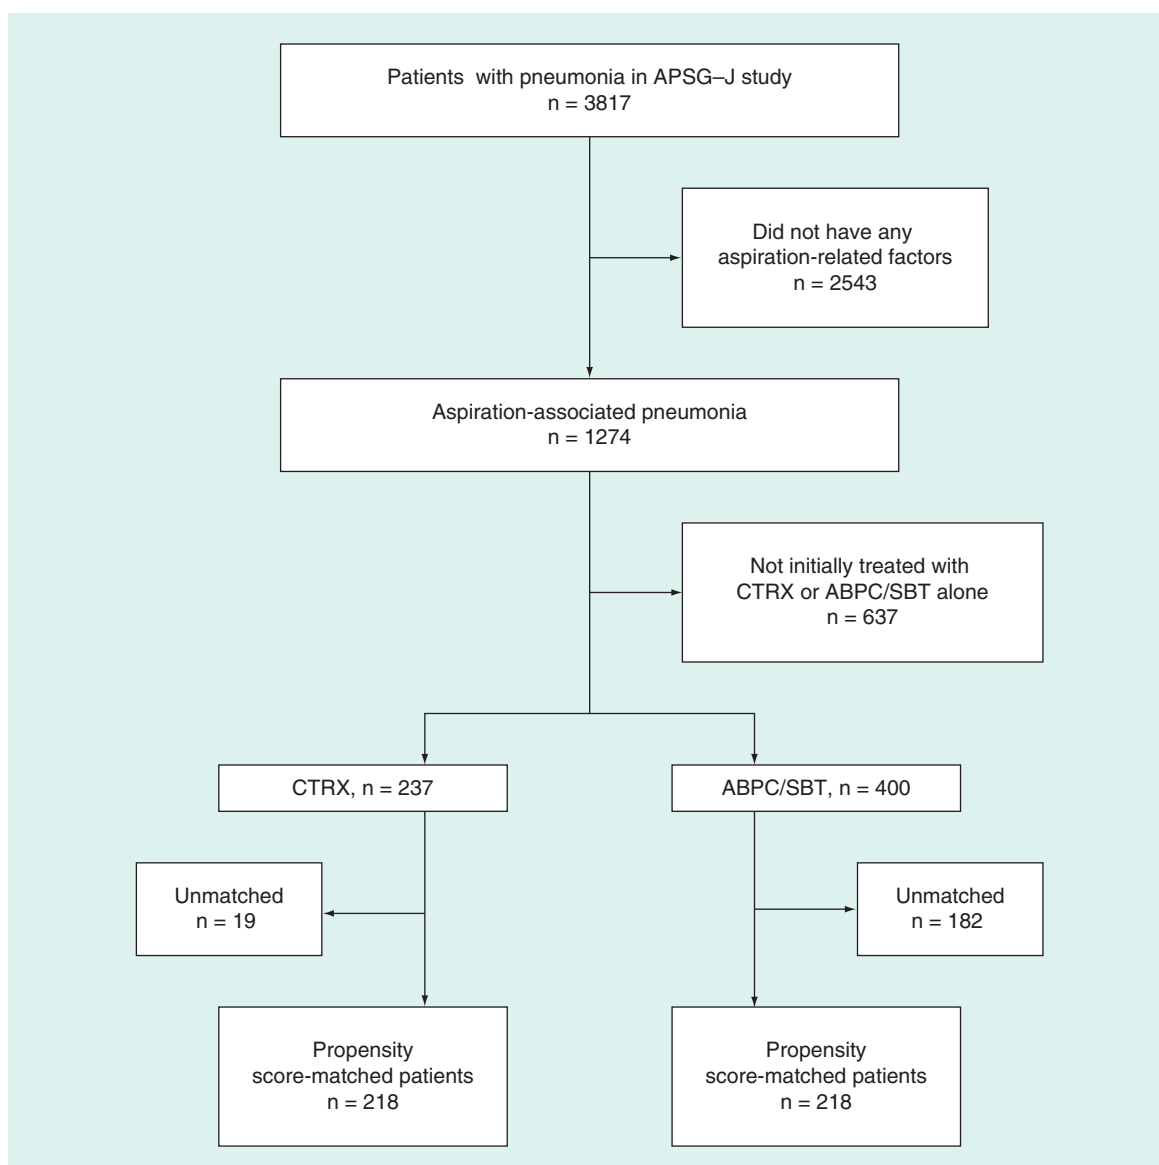 Patients with pneumonia in APSG–J study
n = 3817
Did not have any
aspiration-related factors
n = 2543
Aspiration-associated pneumonia
n = 1274
Not initially treated with
CTRX or ABPC/SBT alone
n = 637
CTRX, n = 237
ABPC/SBT, n = 400
Unmatched
n = 19
Unmatched
n = 182
Propensity
score-matched patients
n = 218
Propensity
score-matched patients
n = 218